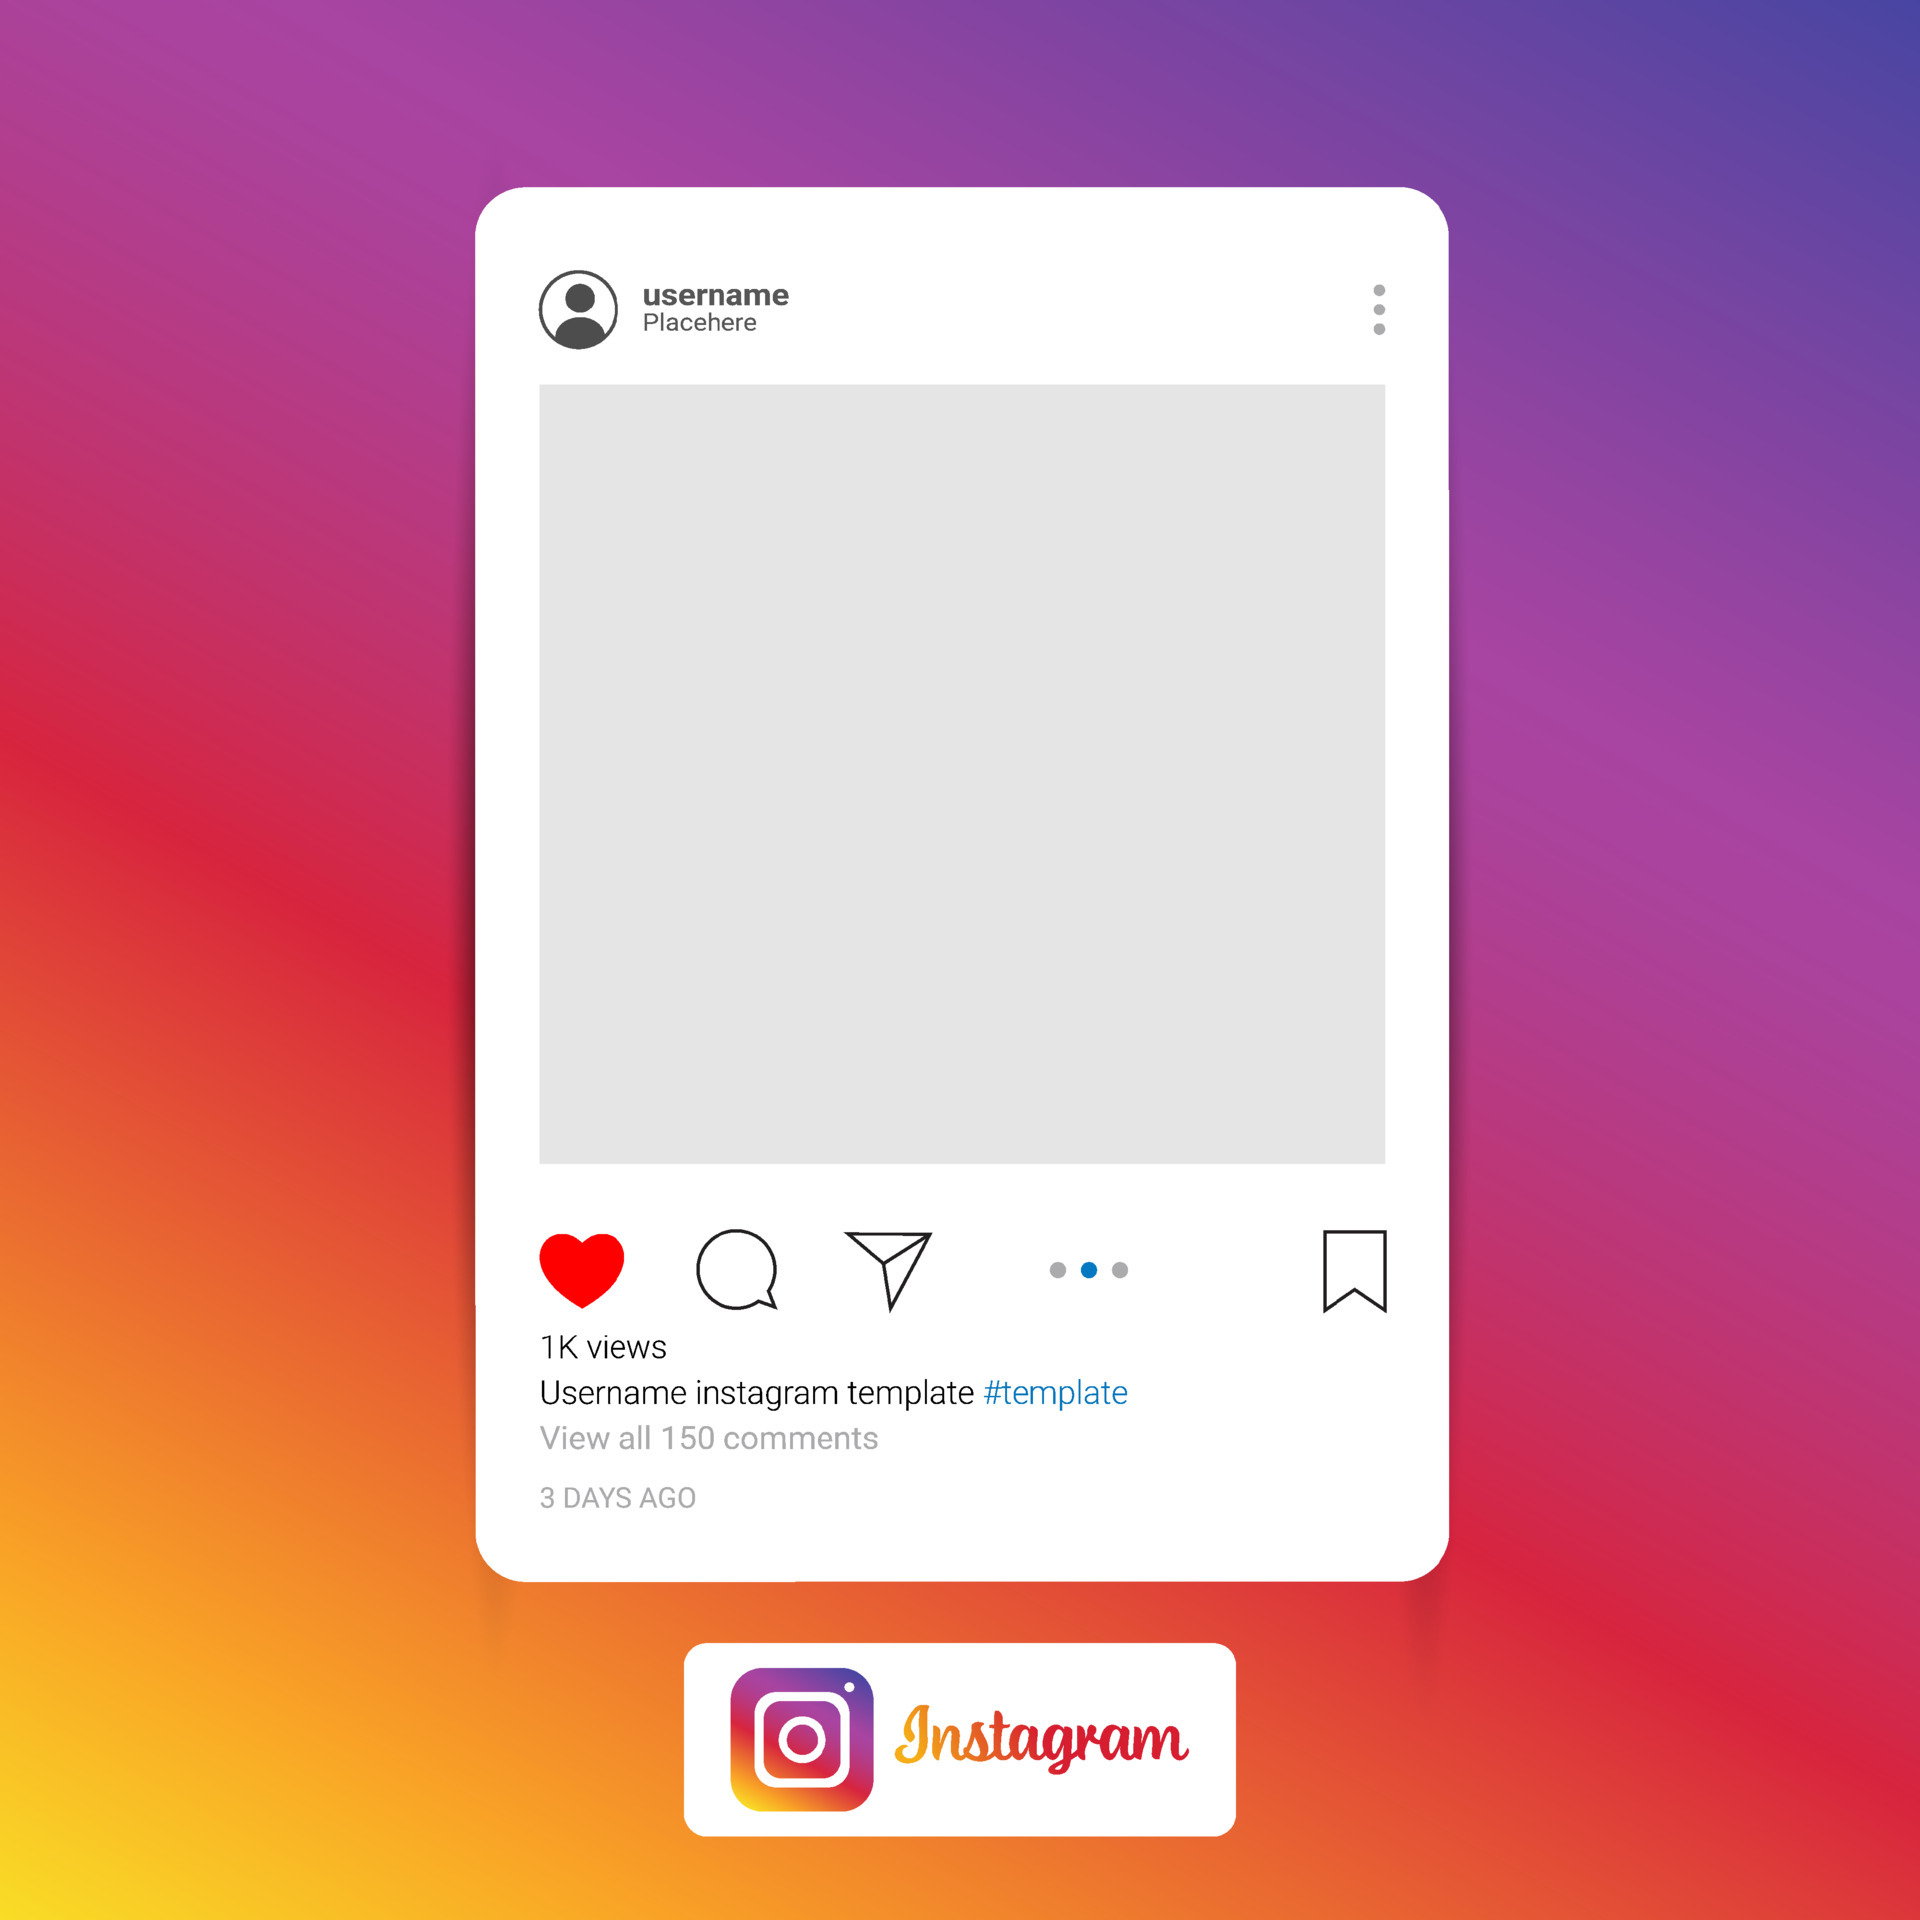 username
Placehere
1K views
Username instagram template #template
View all 150 comments
3 DAYS AGO
Instagram